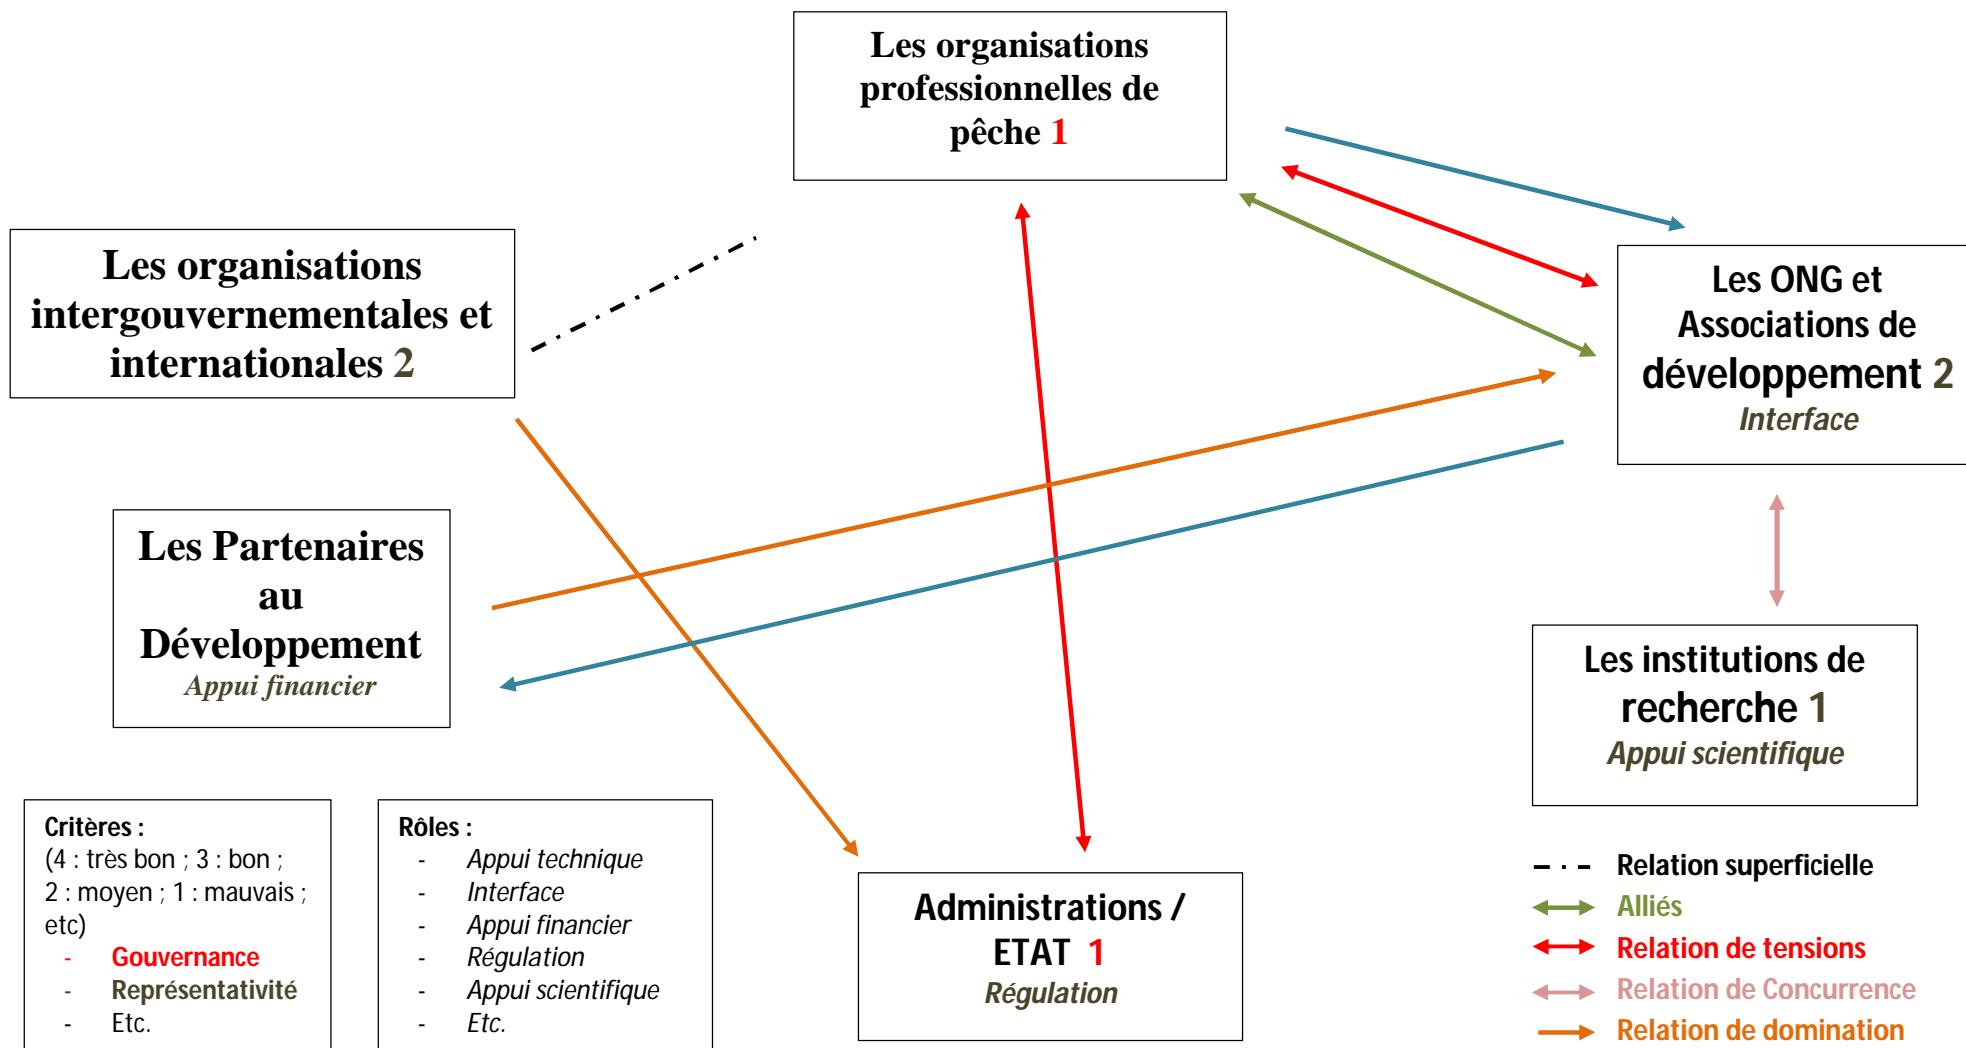 Les organisations
professionnelles de
pêche 1
Les organisations
intergouvernementales et
internationales 2
Les ONG et
Associations de
développement 2
Interface
Les Partenaires
au
Développement
Appui financier
Les institutions de
recherche 1
Appui scientifique
Critères :
(4 : très bon ; 3 : bon ;
2 : moyen ; 1 : mauvais ;
etc)
- Gouvernance
- Représentativité
- Etc.
Rôles :
- Appui technique
- Interface
- Appui financier
- Régulation
- Appui scientifique
- Etc.
Administrations /
ETAT 1
Régulation
Relation superficielle
Alliés
Relation de tensions
Relation de Concurrence
Relation de domination